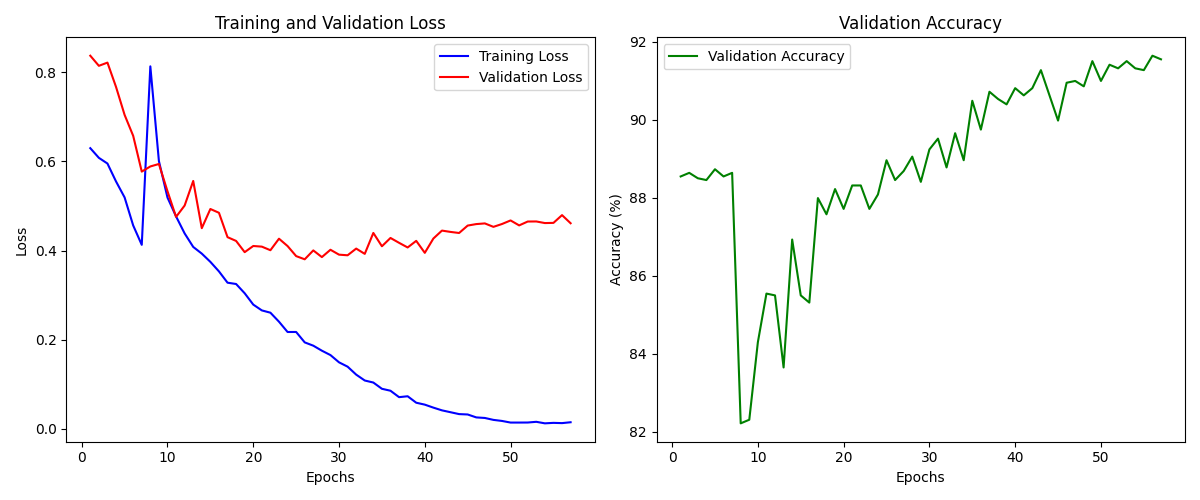 Training and Validation Loss
Training Loss
Validation Loss
Loss
0.8
0.6
0.4
0.2
0.0
0 10 20 30 40 50
Epochs
Validation Accuracy
Validation Accuracy
Accuracy (%)
92
90
88
86
84
82
0 10 20 30 40 50
Epochs